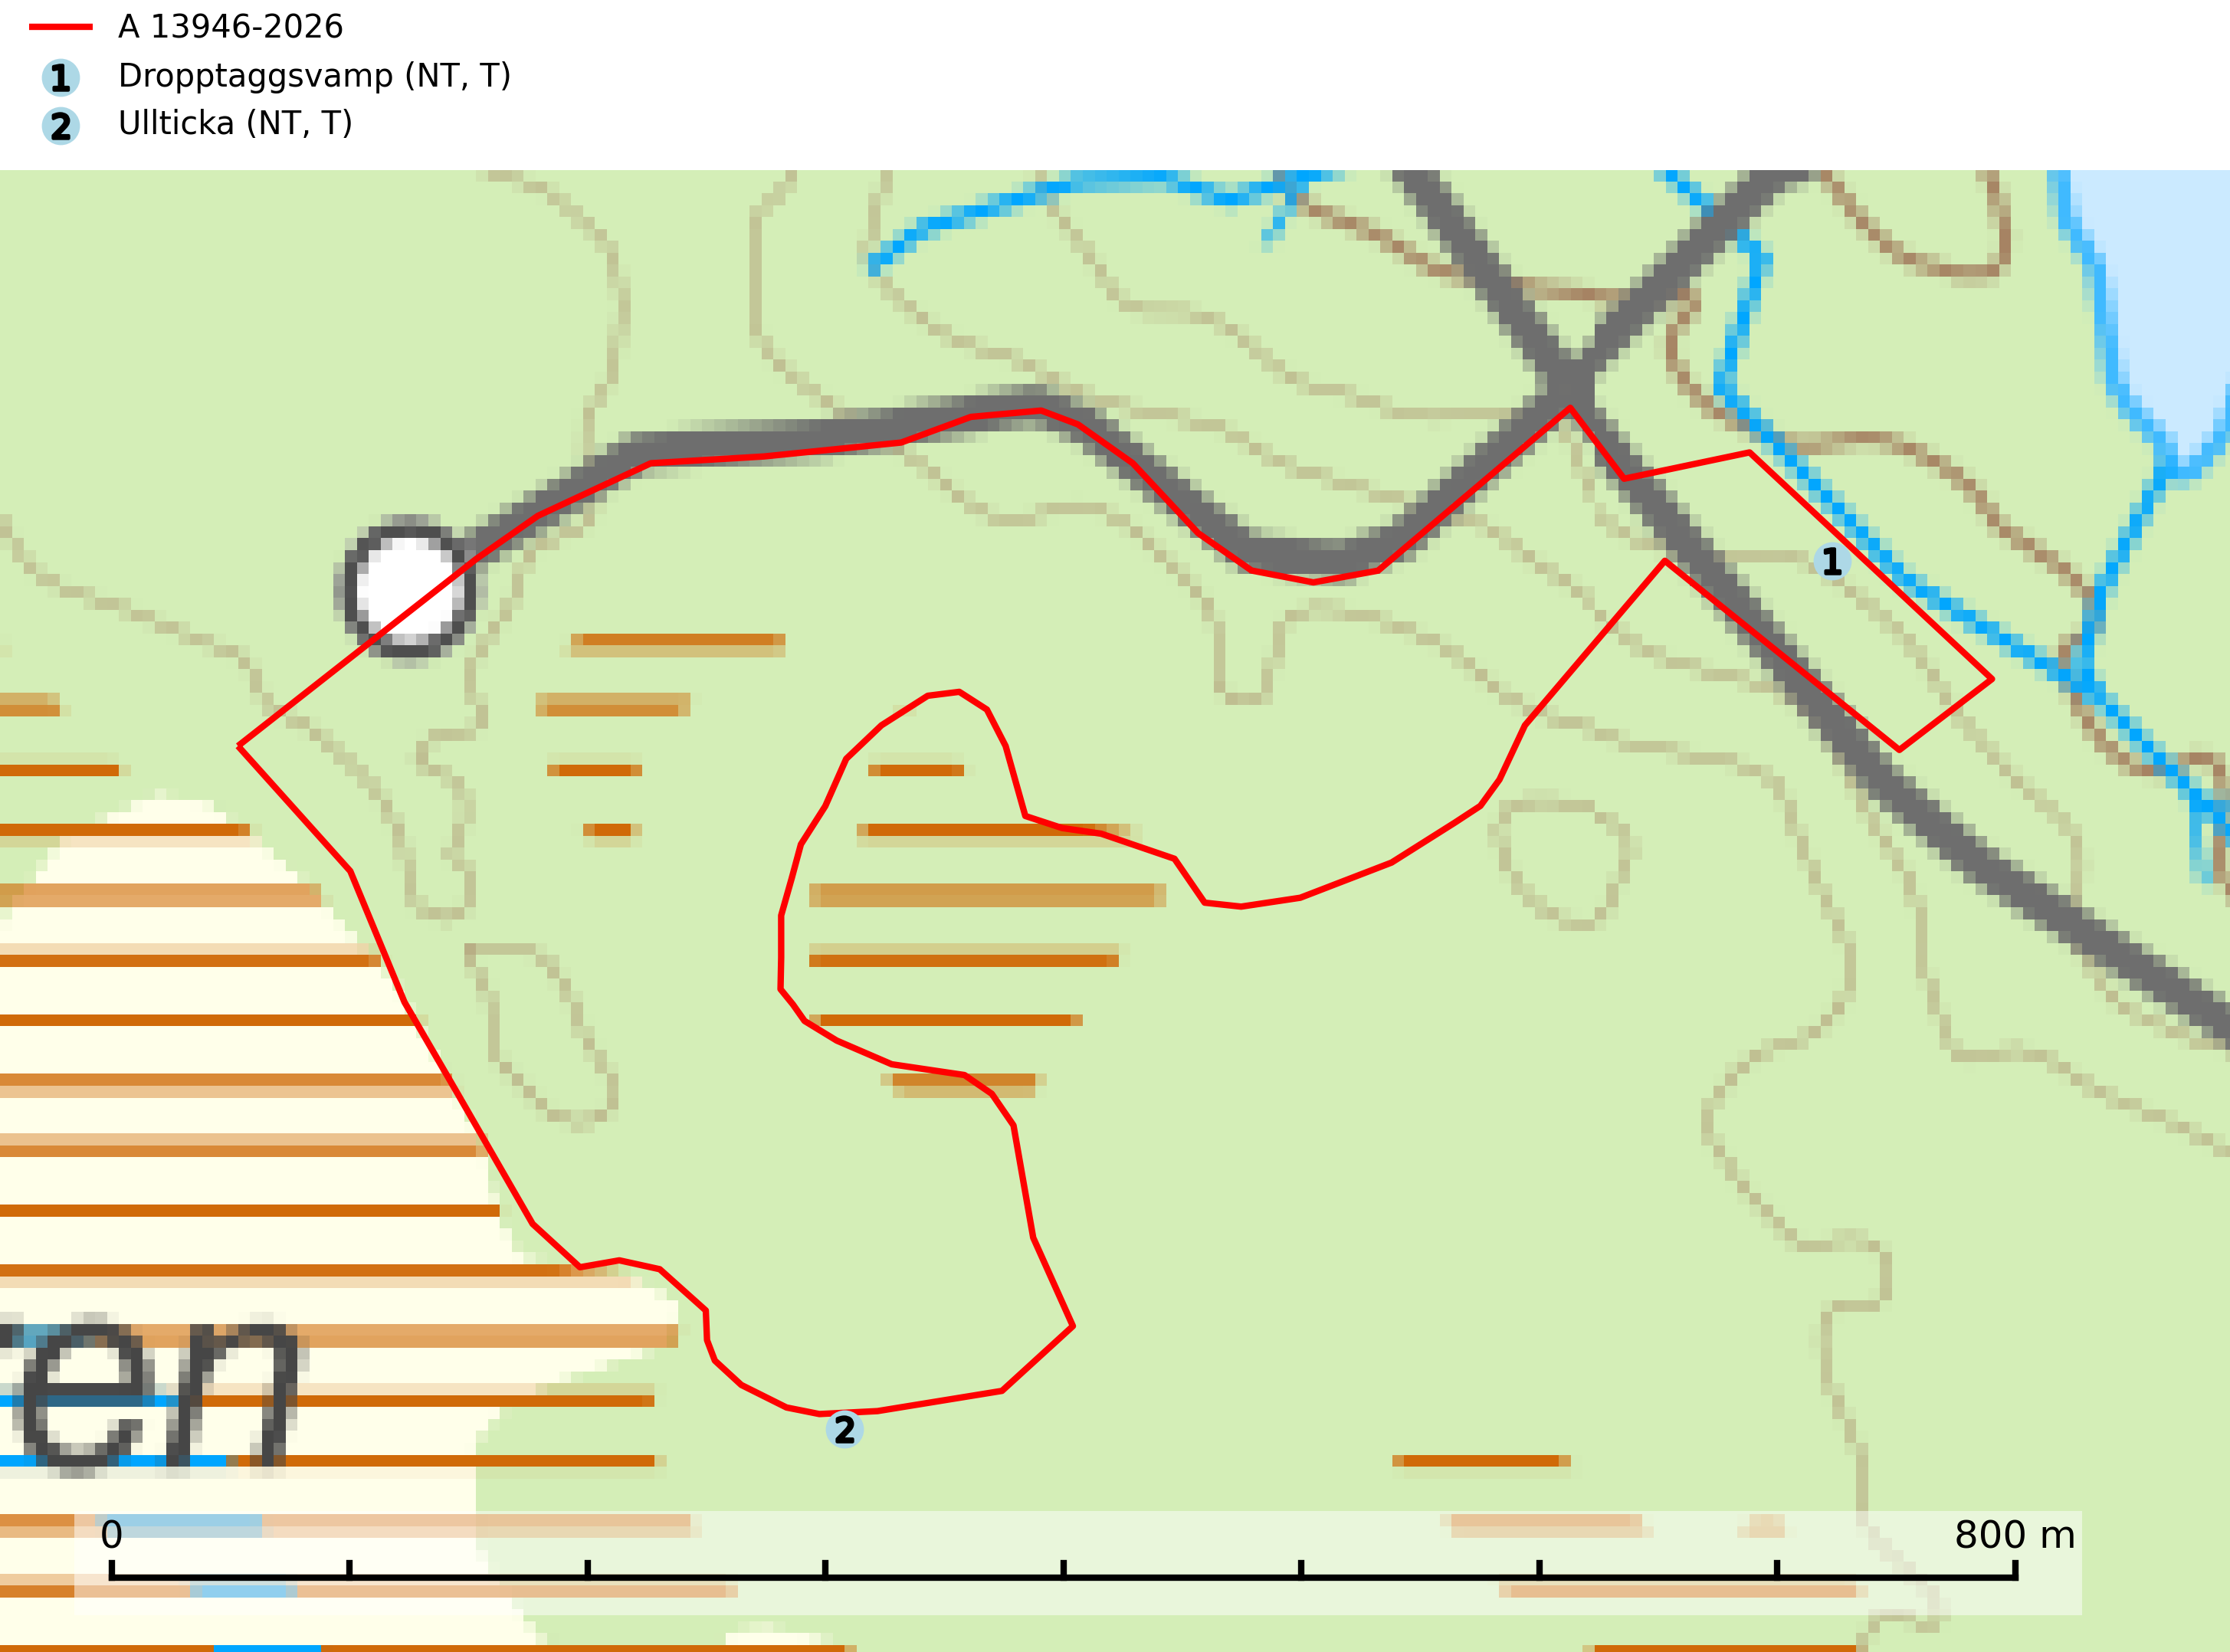 A 13946-2026
1 Dropptaggsvamp (NT, T)
2 Ullticka (NT, T)
1
2
en
0 800 m